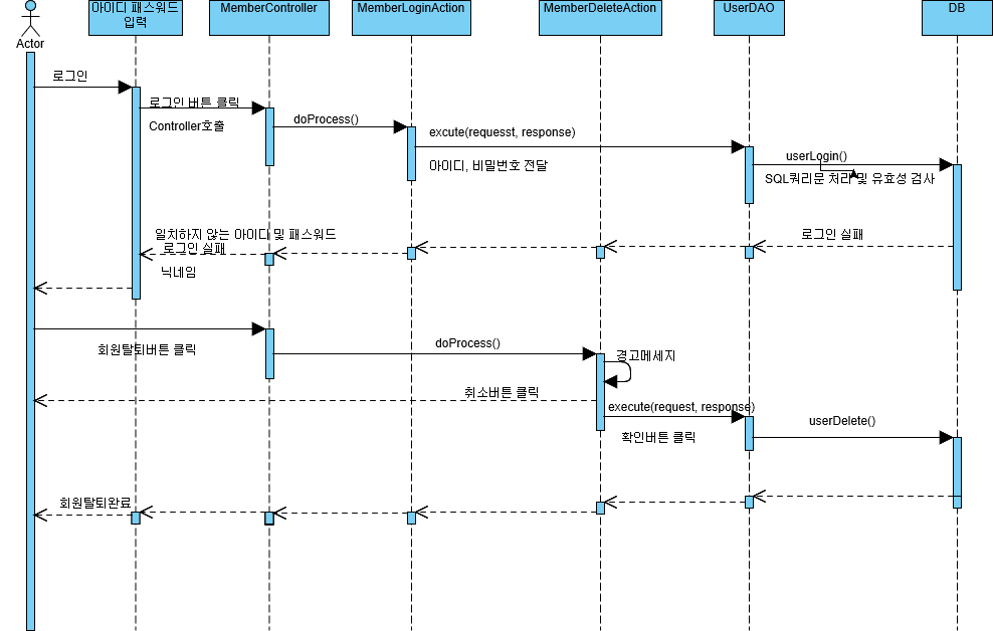 아이디 패스워드
입력
MemberController
MemberLoginAction
MemberDeleteAction
UserDAO
DB
Actor
로그인
로그인 버튼 클릭
Controller호출
doProcess()
excute(requesst, response)
아이디, 비밀번호 전달
userLogin()
SQL쿼리문 처리 및 유효성 검사
일치하지 않는 아이디 및 패스워드
로그인 실패
로그인 실패
닉네임
회원탈퇴버튼 클릭
doProcess()
경고메세지
취소버튼 클릭
execute(request, response)
확인버튼 클릭
userDelete()
회원탈퇴완료